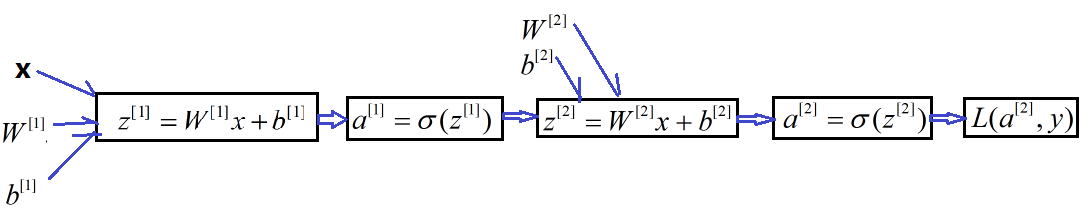 W^[2]
b^[2]
x
z^[1] = W^[1]x + b^[1]
a^[1] = σ(z^[1])
z^[2] = W^[2]x + b^[2]
a^[2] = σ(z^[2])
L(a^[2], y)
W^[1]
b^[1]